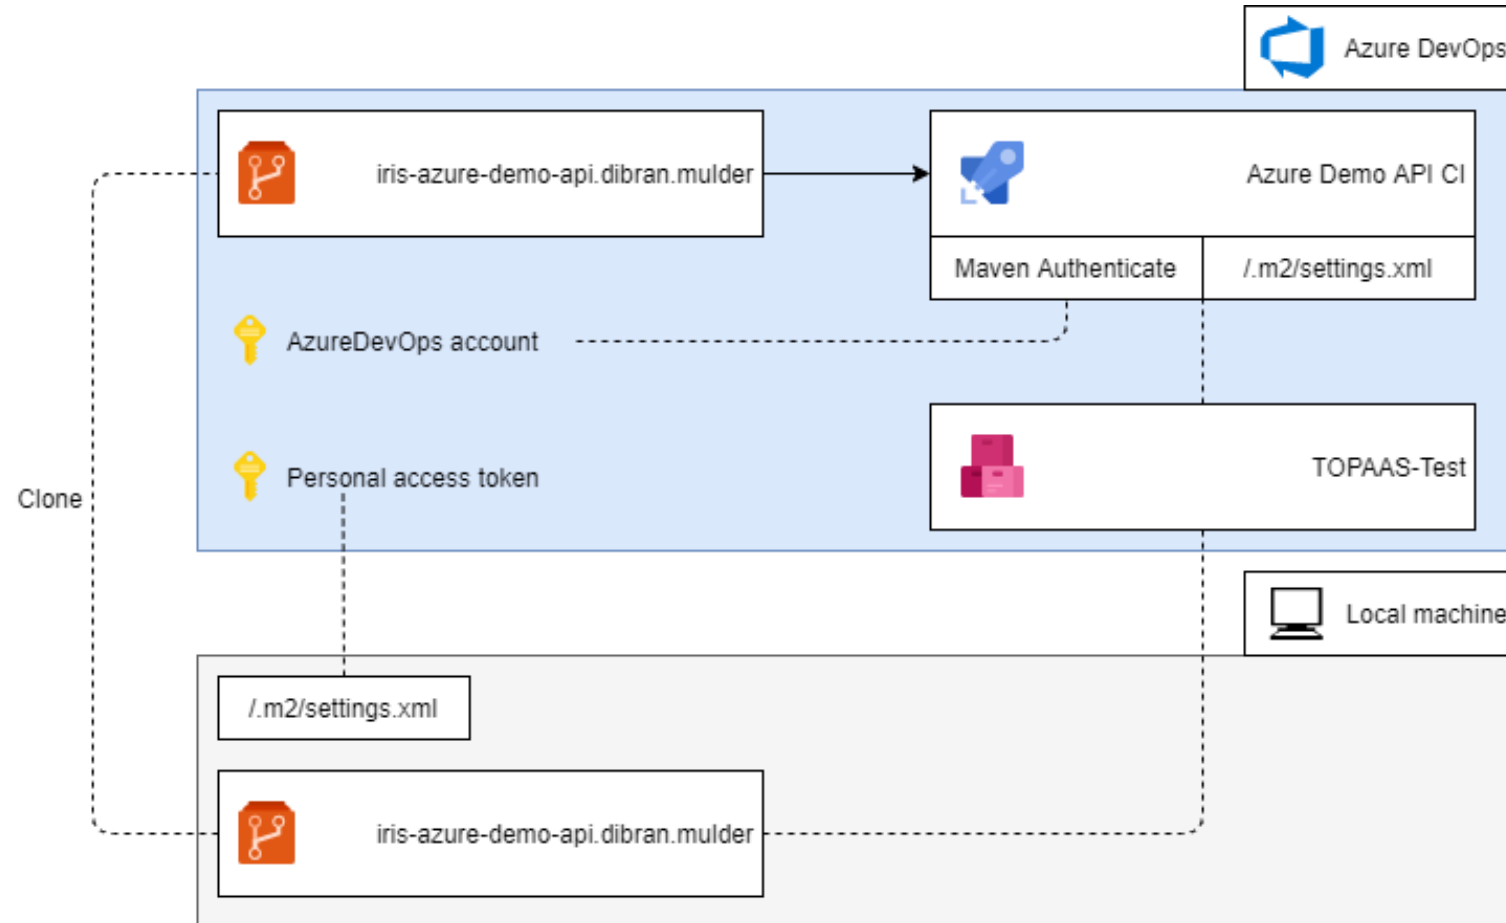 Azure DevOps
iris-azure-demo-api.dibran.mulder
Azure Demo API CI
Maven Authenticate
/.m2/settings.xml
AzureDevOps account
Personal access token
TOPAAS-Test
Clone
Local machine
/.m2/settings.xml
iris-azure-demo-api.dibran.mulder